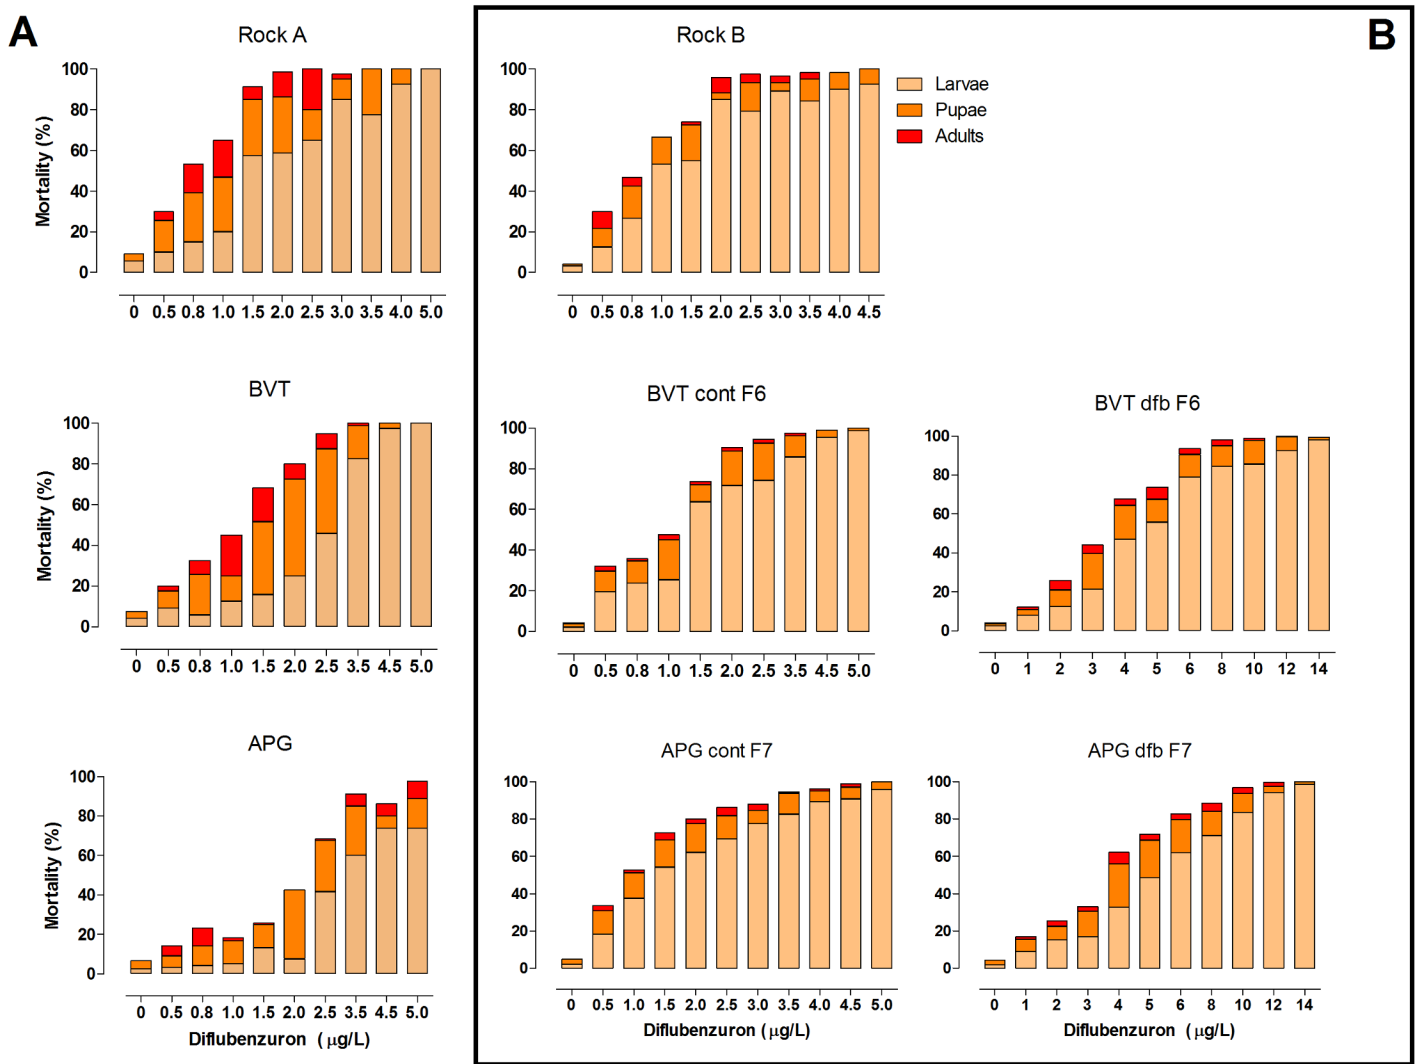 A
B
Rock A
Mortality (%)
100
80
60
40
20
0
0 0.5 0.8 1.0 1.5 2.0 2.5 3.0 3.5 4.0 5.0
Rock B
100
80
60
40
20
0
0 0.5 0.8 1.0 1.5 2.0 2.5 3.0 3.5 4.0 4.5
Larvae
Pupae
Adults
BVT
Mortality (%)
100
80
60
40
20
0
0 0.5 0.8 1.0 1.5 2.0 2.5 3.5 4.5 5.0
BVT cont F6
100
80
60
40
20
0
0 0.5 0.8 1.0 1.5 2.0 2.5 3.5 4.5 5.0
BVT dfb F6
100
80
60
40
20
0
0 1 2 3 4 5 6 8 10 12 14
APG
Mortality (%)
100
80
60
40
20
0
0 0.5 0.8 1.0 1.5 2.0 2.5 3.5 4.5 5.0
Diflubenzuron ( μg/L)
APG cont F7
100
80
60
40
20
0
0 0.5 1.0 1.5 2.0 2.5 3.0 3.5 4.0 4.5 5.0
Diflubenzuron ( μg/L)
APG dfb F7
100
80
60
40
20
0
0 1 2 3 4 5 6 8 10 12 14
Diflubenzuron ( μg/L)